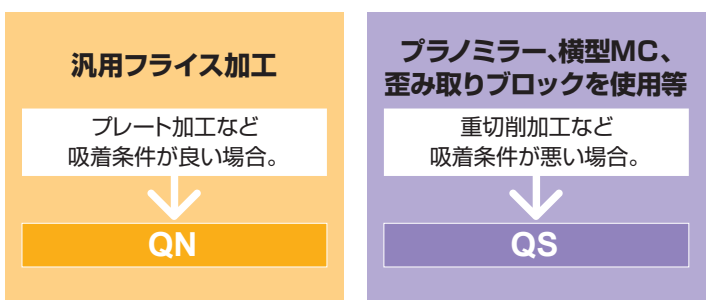 汎用フライス加工
プレート加工など
吸着条件が良い場合。
QN
プラノミラー、横型MC、
歪み取りブロックを使用等
重切削加工など
吸着条件が悪い場合。
QS